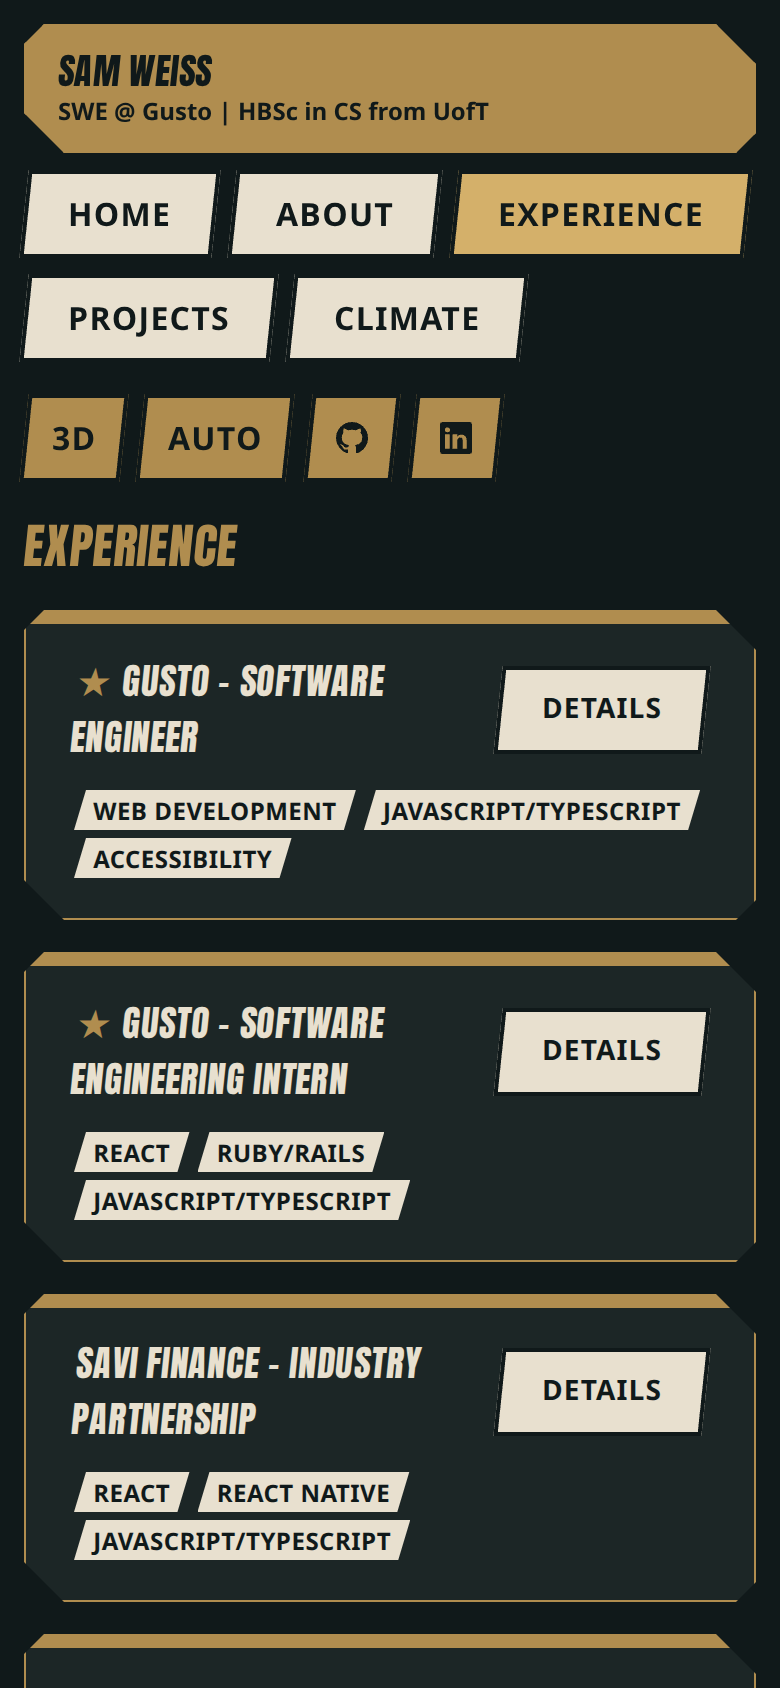 SAM WEISS
SWE @ Gusto | HBSc in CS from UofT
HOME ABOUT EXPERIENCE
PROJECTS CLIMATE
3D AUTO in
EXPERIENCE
★ GUSTO - SOFTWARE
ENGINEER
DETAILS
WEB DEVELOPMENT JAVASCRIPT/TYPESCRIPT
ACCESSIBILITY
★ GUSTO - SOFTWARE
ENGINEERING INTERN
DETAILS
REACT RUBY/RAILS
JAVASCRIPT/TYPESCRIPT
SAVI FINANCE - INDUSTRY
PARTNERSHIP
DETAILS
REACT REACT NATIVE
JAVASCRIPT/TYPESCRIPT